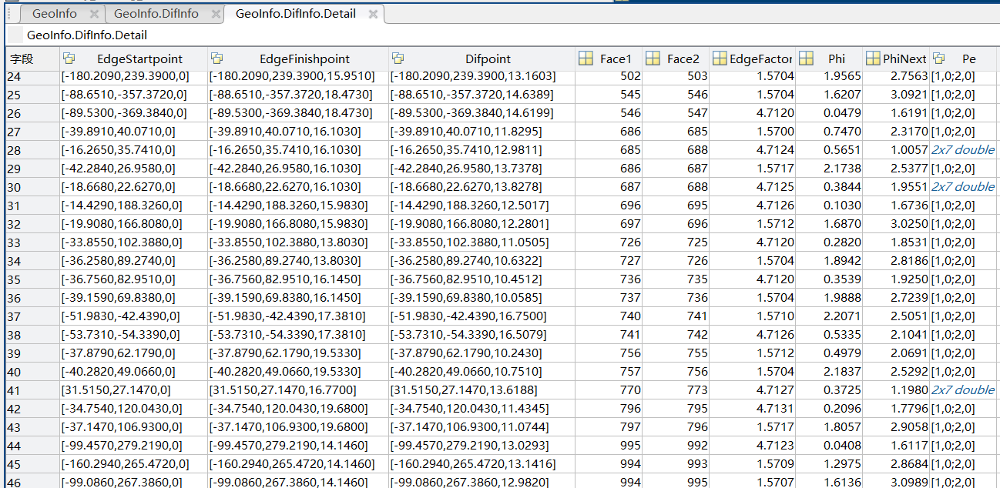 GeoInfo GeoInfo.DifInfo GeoInfo.DifInfo.Detail
GeoInfo.DifInfo.Detail
字段 EdgeStartpoint EdgeFinishpoint Difpoint Face1 Face2 EdgeFactor Phi PhiNext Pe
24 [-180.2090,239.3900,0] [-180.2090,239.3900,15.9510] [-180.2090,239.3900,13.1603] 502 503 1.5704 1.9565 2.7563 [1,0;2,0]
25 [-88.6510,-357.3720,0] [-88.6510,-357.3720,18.4730] [-88.6510,-357.3720,14.6389] 545 546 1.5704 1.6207 3.0921 [1,0;2,0]
26 [-89.5300,-369.3840,0] [-89.5300,-369.3840,18.4730] [-89.5300,-369.3840,14.6199] 546 547 4.7120 0.0479 1.6191 [1,0;2,0]
27 [-39.8910,40.0710,0] [-39.8910,40.0710,16.1030] [-39.8910,40.0710,11.8295] 686 685 1.5700 0.7470 2.3170 [1,0;2,0]
28 [-16.2650,35.7410,0] [-16.2650,35.7410,16.1030] [-16.2650,35.7410,12.9811] 685 688 4.7124 0.5651 1.0057 2x7 double
29 [-42.2840,26.9580,0] [-42.2840,26.9580,16.1030] [-42.2840,26.9580,13.7378] 686 687 1.5717 2.1738 2.5377 [1,0;2,0]
30 [-18.6680,22.6270,0] [-18.6680,22.6270,16.1030] [-18.6680,22.6270,13.8278] 687 688 4.7125 0.3844 1.9551 2x7 double
31 [-14.4290,188.3260,0] [-14.4290,188.3260,15.9830] [-14.4290,188.3260,12.5017] 696 695 4.7126 0.1030 1.6736 [1,0;2,0]
32 [-19.9080,166.8080,0] [-19.9080,166.8080,15.9830] [-19.9080,166.8080,12.2801] 697 696 1.5712 1.6870 3.0250 [1,0;2,0]
33 [-33.8550,102.3880,0] [-33.8550,102.3880,13.8030] [-33.8550,102.3880,11.0505] 726 725 4.7120 0.2820 1.8531 [1,0;2,0]
34 [-36.2580,89.2740,0] [-36.2580,89.2740,13.8030] [-36.2580,89.2740,10.6322] 727 726 1.5704 1.8942 2.8186 [1,0;2,0]
35 [-36.7560,82.9510,0] [-36.7560,82.9510,16.1450] [-36.7560,82.9510,10.4512] 736 735 4.7120 0.3539 1.9250 [1,0;2,0]
36 [-39.1590,69.8380,0] [-39.1590,69.8380,16.1450] [-39.1590,69.8380,10.0585] 737 736 1.5704 1.9888 2.7239 [1,0;2,0]
37 [-51.9830,-42.4390,0] [-51.9830,-42.4390,17.3810] [-51.9830,-42.4390,16.7500] 740 741 1.5710 2.2071 2.5051 [1,0;2,0]
38 [-53.7310,-54.3390,0] [-53.7310,-54.3390,17.3810] [-53.7310,-54.3390,16.5079] 741 742 4.7126 0.5335 2.1041 [1,0;2,0]
39 [-37.8790,62.1790,0] [-37.8790,62.1790,19.5330] [-37.8790,62.1790,10.2430] 756 755 1.5712 0.4979 2.0691 [1,0;2,0]
40 [-40.2820,49.0660,0] [-40.2820,49.0660,19.5330] [-40.2820,49.0660,10.7510] 757 756 1.5704 2.1837 2.5292 [1,0;2,0]
41 [31.5150,27.1470,0] [31.5150,27.1470,16.7700] [31.5150,27.1470,13.6188] 770 773 4.7127 0.3725 1.1980 2x7 double
42 [-34.7540,120.0430,0] [-34.7540,120.0430,19.6800] [-34.7540,120.0430,11.4345] 796 795 4.7131 0.2096 1.7796 [1,0;2,0]
43 [-37.1470,106.9300,0] [-37.1470,106.9300,19.6800] [-37.1470,106.9300,11.0744] 797 796 1.5717 1.8057 2.9058 [1,0;2,0]
44 [-99.4570,279.2190,0] [-99.4570,279.2190,14.1460] [-99.4570,279.2190,13.0293] 995 992 4.7123 0.0408 1.6117 [1,0;2,0]
45 [-160.2940,265.4720,0] [-160.2940,265.4720,14.1460] [-160.2940,265.4720,13.1416] 994 993 1.5709 1.2975 2.8684 [1,0;2,0]
46 [-99.0860,267.3860,0] [-99.0860,267.3860,14.1460] [-99.0860,267.3860,12.9820] 994 995 1.5707 1.6136 3.0989 [1,0;2,0]